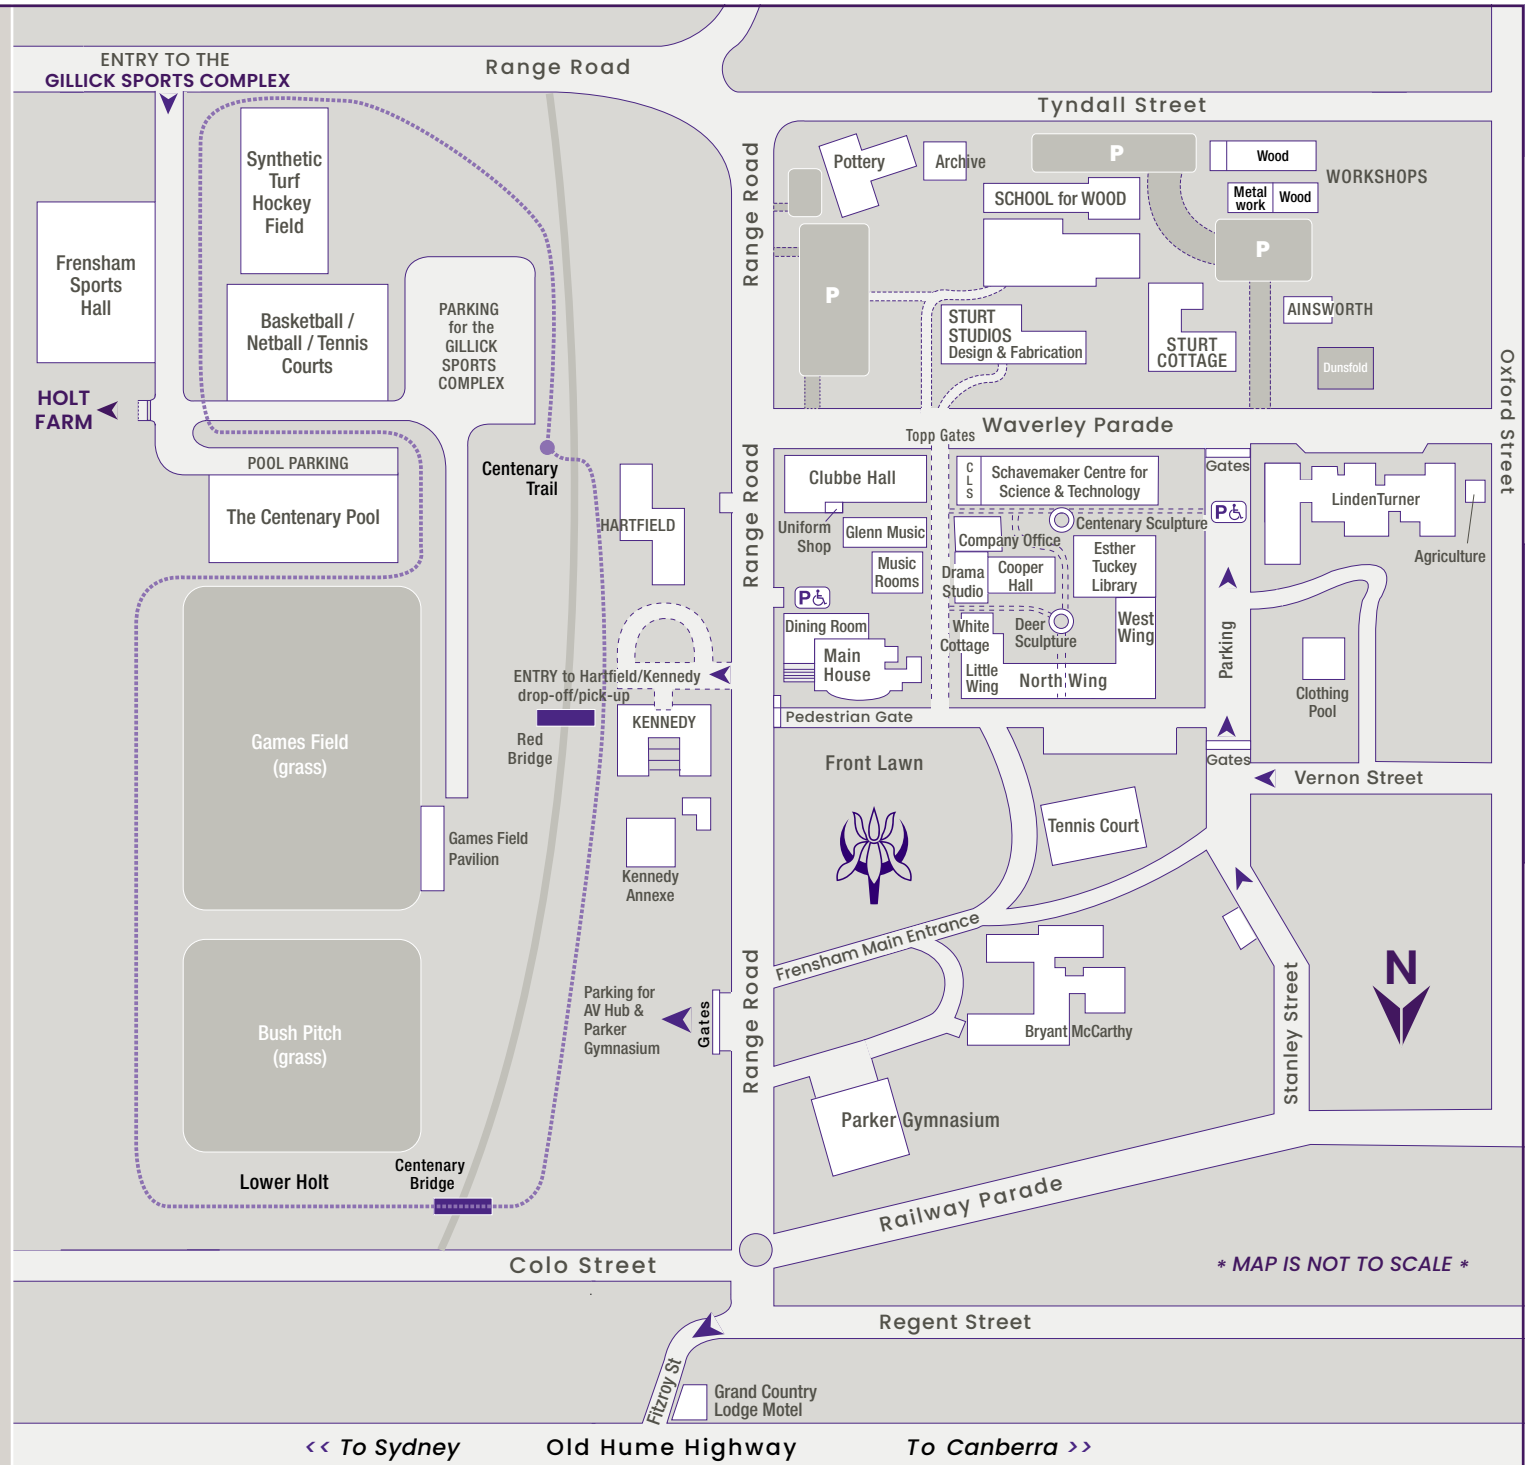 ENTRY TO THE
GILLICK SPORTS COMPLEX
Range Road
Tyndall Street
Synthetic
Turf
Hockey
Field
Frensham
Sports
Hall
Basketball /
Netball / Tennis
Courts
PARKING
for the
GILLICK
SPORTS
COMPLEX
HOLT
FARM
POOL PARKING
The Centenary Pool
Centenary
Trail
Range Road
Pottery
Archive
P
Wood
WORKSHOPS
Metal
work
Wood
SCHOOL for WOOD
P
P
STURT
STUDIOS
Design & Fabrication
STURT
COTTAGE
AINSWORTH
Dunsfold
Oxford Street
Waverley Parade
Topp Gates
Range Road
HARTFIELD
Clubbe Hall
Uniform
Shop
Glenn Music
Music
Rooms
P
Dining Room
Main
House
C
L
S
Schavemaker Centre for
Science & Technology
Centenary Sculpture
Company Office
Drama
Studio
Cooper
Hall
Esther
Tuckey
Library
White
Cottage
Deer
Sculpture
West
Wing
Little
Wing
North Wing
Gates
P
Parking
LindenTurner
Agriculture
Clothing
Pool
Pedestrian Gate
Gates
Vernon Street
ENTRY to Hartfield/Kennedy
drop-off/pick-up
Red
Bridge
KENNEDY
Games Field
(grass)
Games Field
Pavilion
Kennedy
Annexe
Front Lawn
Tennis Court
Frensham Main Entrance
Bryant McCarthy
Stanley Street
N
Parking for
AV Hub &
Parker
Gymnasium
Gates
Range Road
Bush Pitch
(grass)
Parker Gymnasium
Lower Holt
Centenary
Bridge
Railway Parade
Colo Street
* MAP IS NOT TO SCALE *
Regent Street
Fitzroy St
Grand Country
Lodge Motel
<< To Sydney
Old Hume Highway
To Canberra >>